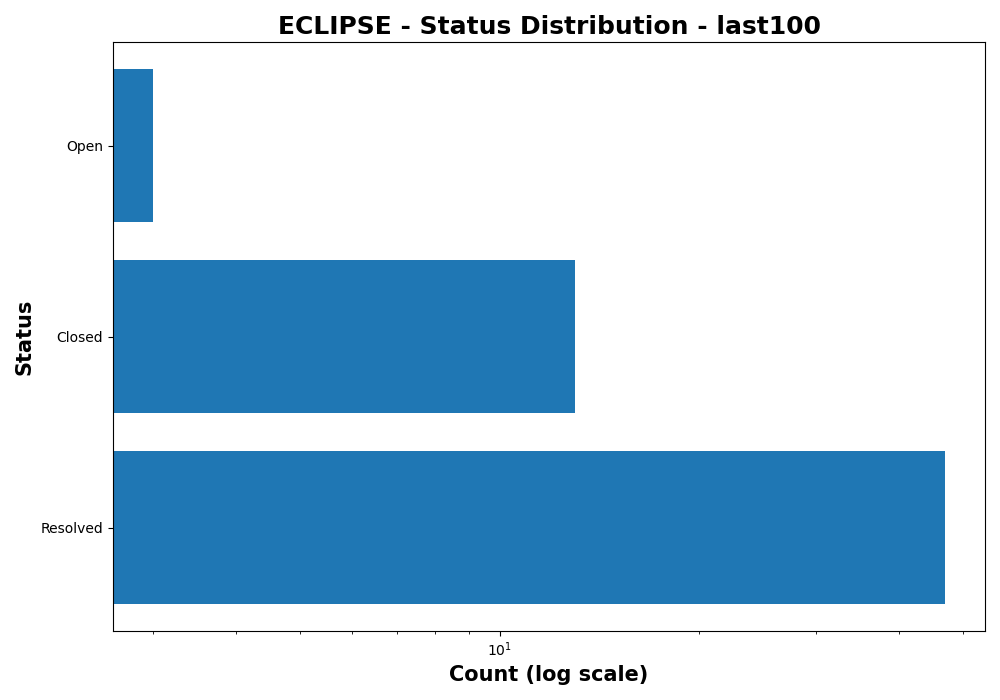 ECLIPSE - Status Distribution - last100
Open
Closed
Resolved
Status
10¹
Count (log scale)